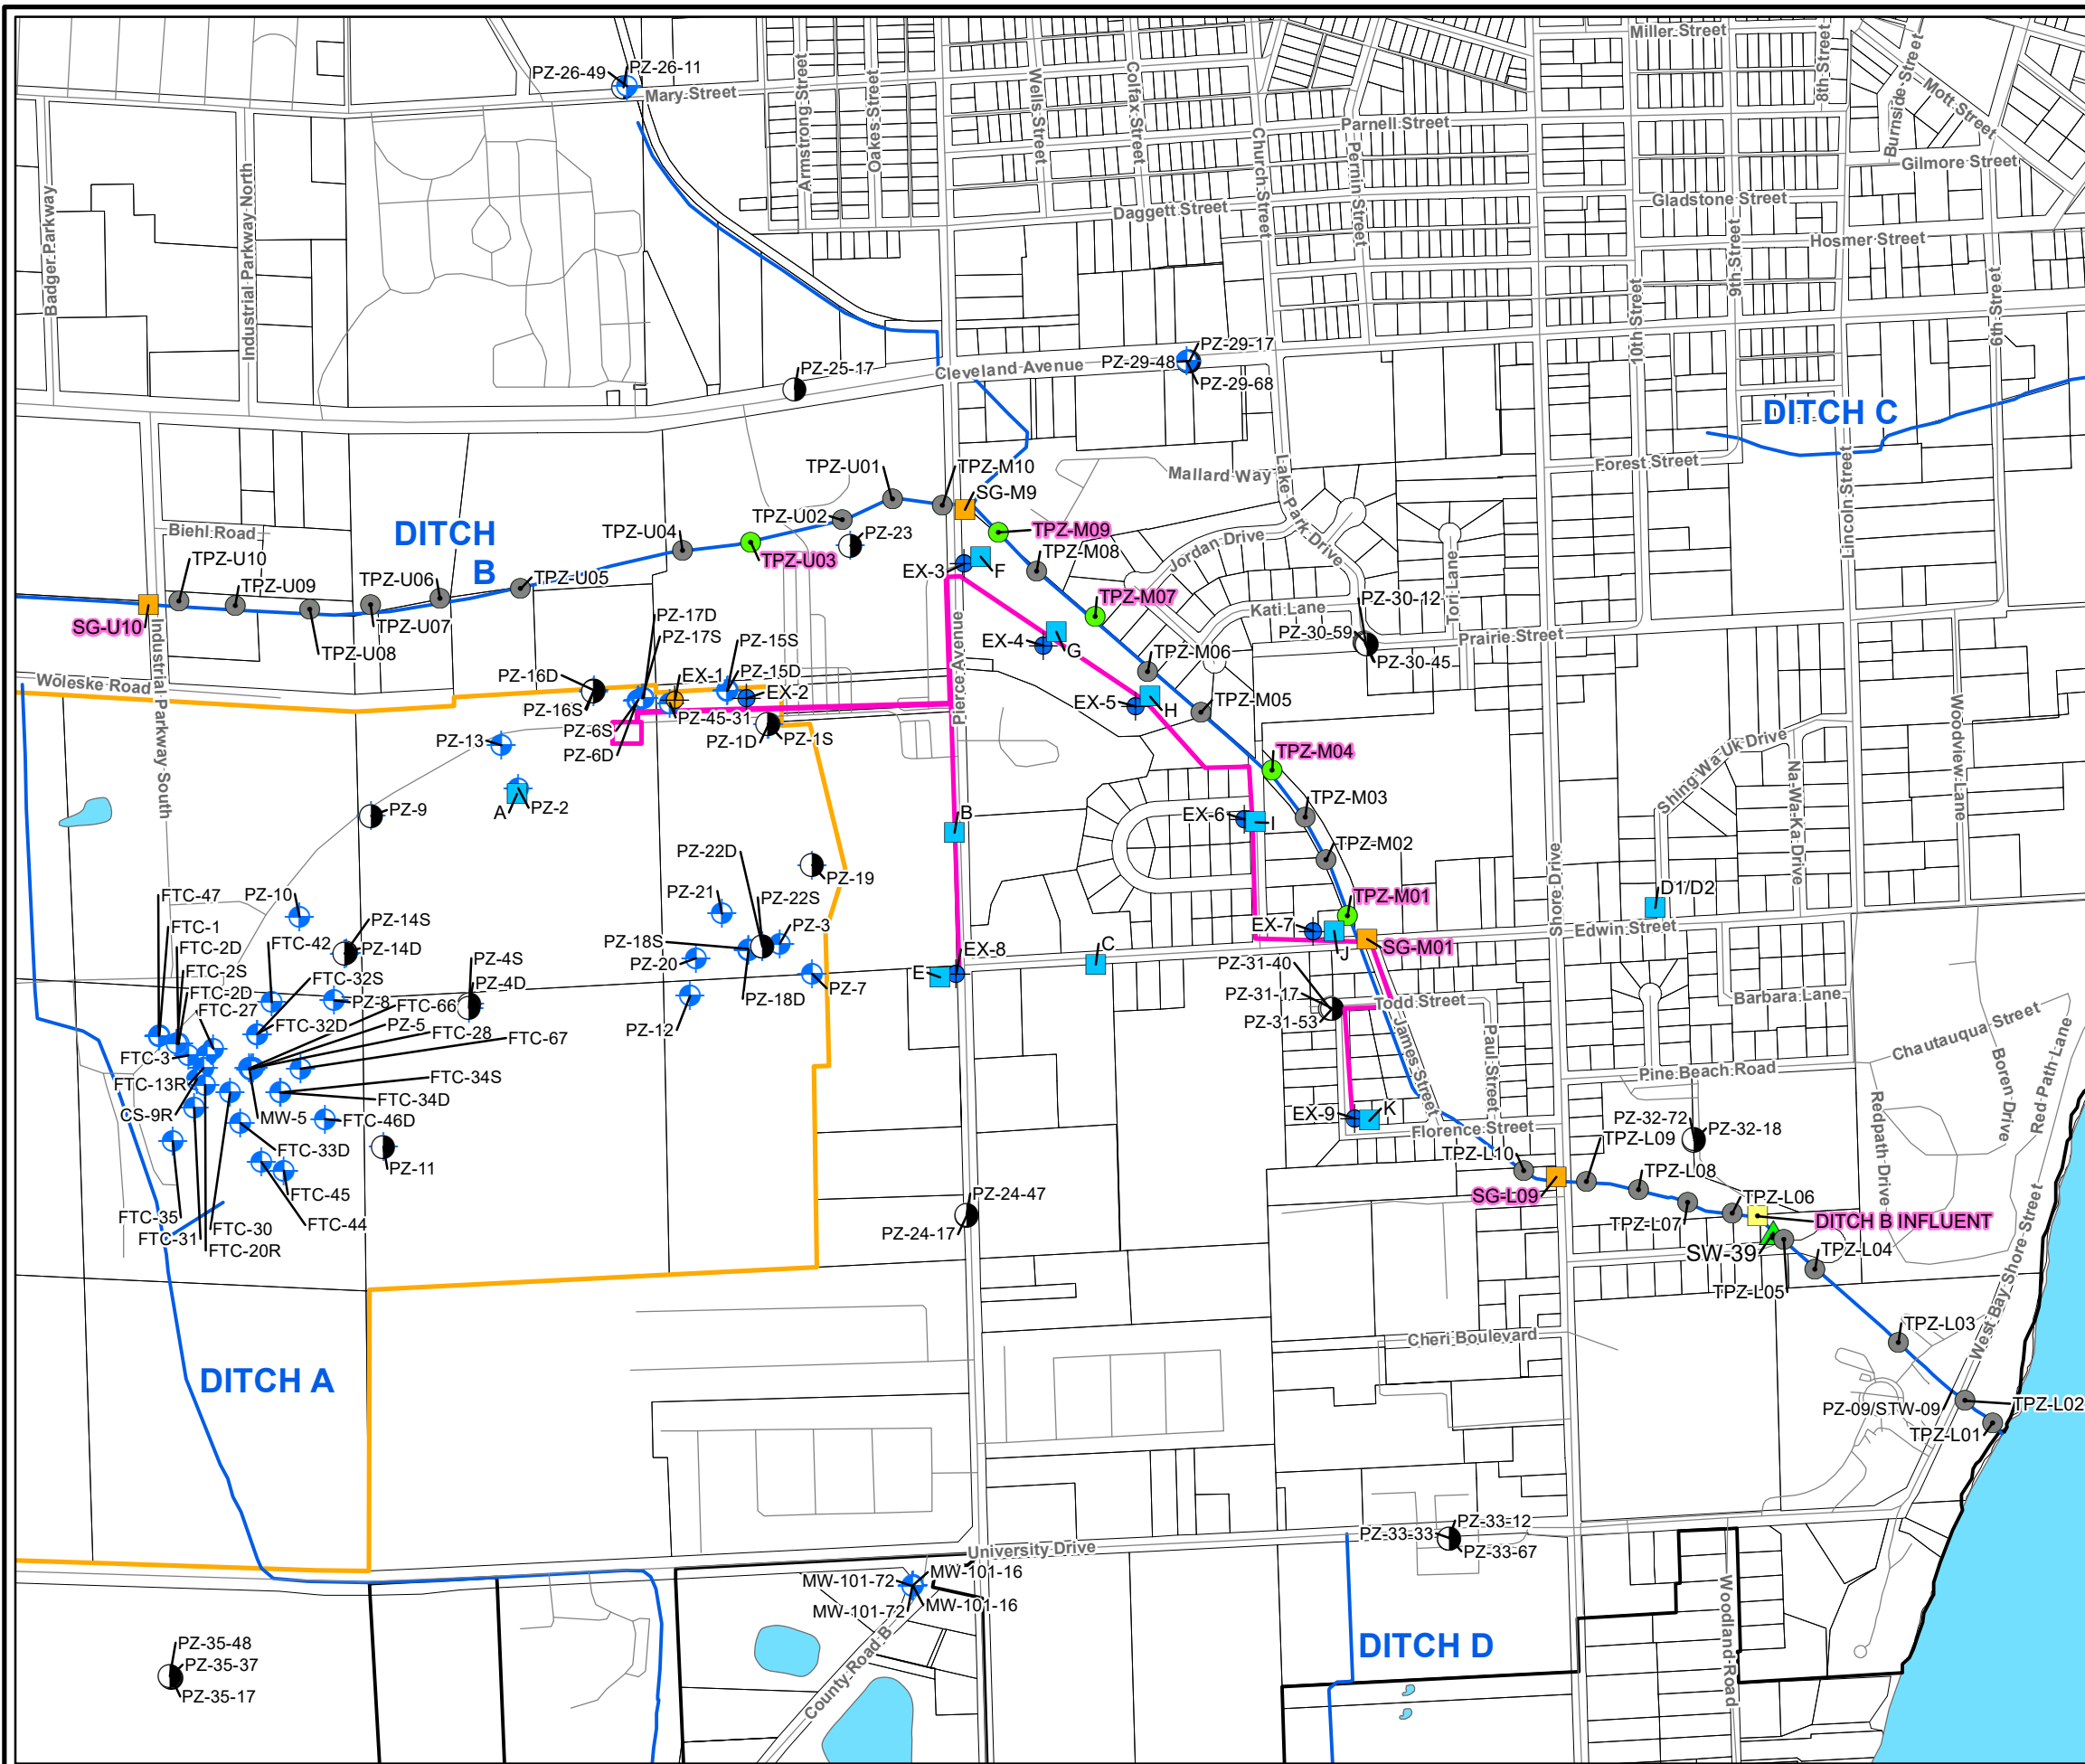 Miller Street
8th Street
Burnside Street
Mott Street
Gilmore Street
PZ-26-49
PZ-26-11
Mary Street
Armstrong Street
Oakes Street
Wells Street
Colfax Street
Church Street
Pernin Street
Parnell Street
Daggett Street
Gladstone Street
Hosmer Street
9th Street
10th Street
6th Street
Badger Parkway
Industrial Parkway North
PZ-25-17
Cleveland Avenue
PZ-29-48
PZ-29-17
PZ-29-68
DITCH C
Forest Street
Lincoln Street
Mallard Way
Lake Park Drive
Jordan Drive
Kati Lane
Tori Lane
Prairie Street
TPZ-U01
TPZ-M10
SG-M9
TPZ-M09
TPZ-M08
TPZ-U02
PZ-23
TPZ-U04
TPZ-U03
DITCH
B
Biehl Road
TPZ-U10
TPZ-U09
TPZ-U06
TPZ-U05
SG-U10
TPZ-U07
TPZ-U08
EX-3
F
TPZ-M07
EX-4
G
TPZ-M06
EX-5
H
TPZ-M05
PZ-30-12
PZ-30-59
PZ-30-45
Woleske Road
Industrial Parkway South
PZ-17D
PZ-17S
PZ-15S
PZ-15D
PZ-16D
PZ-16S
EX-1
EX-2
PZ-45-31
PZ-6S
PZ-6D
PZ-1D
PZ-1S
Pierce Avenue
PZ-13
A
PZ-2
PZ-9
B
TPZ-M04
TPZ-M03
EX-6
I
TPZ-M02
TPZ-M01
Shing Wa Uk Drive
Na-Wa-Ka Drive
Woodview Lane
Shore Drive
PZ-22D
PZ-19
PZ-21
PZ-22S
PZ-3
PZ-18S
PZ-20
PZ-18D
PZ-7
PZ-12
E
EX-8
C
EX-7
J
SG-M01
D1/D2
Edwin Street
FTC-47
PZ-10
FTC-1
FTC-2D
FTC-2S
FTC-2D
FTC-27
FTC-42
PZ-14S
PZ-14D
FTC-32S
PZ-8
FTC-32D
PZ-4S
PZ-4D
FTC-66
PZ-5
FTC-28
FTC-67
FTC-3
FTC-13R
CS-9R
FTC-34S
FTC-34D
MW-5
FTC-46D
FTC-33D
PZ-11
FTC-45
FTC-44
FTC-35
FTC-31
FTC-30
FTC-20R
PZ-31-40
PZ-31-17
PZ-31-53
Todd Street
James Street
Paul Street
Barbara Lane
Chautauqua Street
Pine Beach Road
Boren Drive
Red Path Lane
Redpath Drive
EX-9
K
Florence Street
PZ-32-72
PZ-32-18
TPZ-L10
TPZ-L09
TPZ-L08
SG-L09
TPZ-L07
TPZ-L06
DITCH B INFLUENT
SW-39
TPZ-L04
TPZ-L05
West Bay Shore Street
PZ-24-47
PZ-24-17
Cheri Boulevard
TPZ-L03
PZ-09/STW-09
TPZ-L02
TPZ-L01
DITCH A
University Drive
PZ-33-33
PZ-33-12
PZ-33-67
MW-101-72
MW-101-16
MW-101-72
MW-101-16
County Road B
DITCH D
Woodland Road
PZ-35-48
PZ-35-37
PZ-35-17